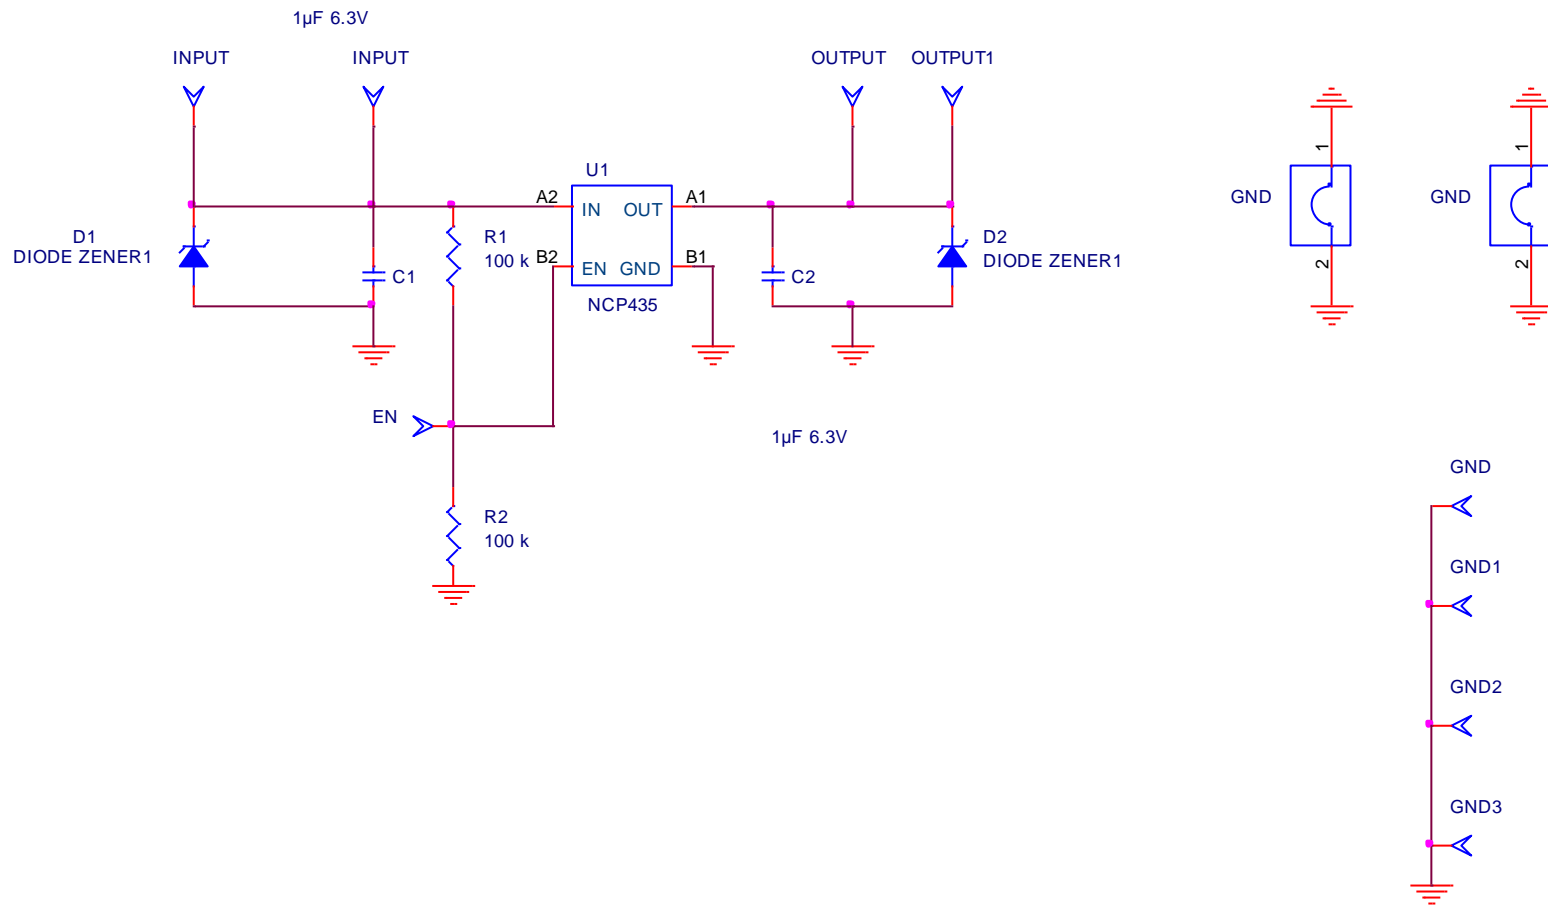 1µF 6.3V
INPUT
INPUT
OUTPUT
OUTPUT1
U1
A2
IN
OUT
A1
B2
EN
GND
B1
NCP435
D1
DIODE ZENER1
C1
R1
100 k
C2
D2
DIODE ZENER1
1
GND
2
1
GND
2
EN
1µF 6.3V
R2
100 k
GND
GND1
GND2
GND3